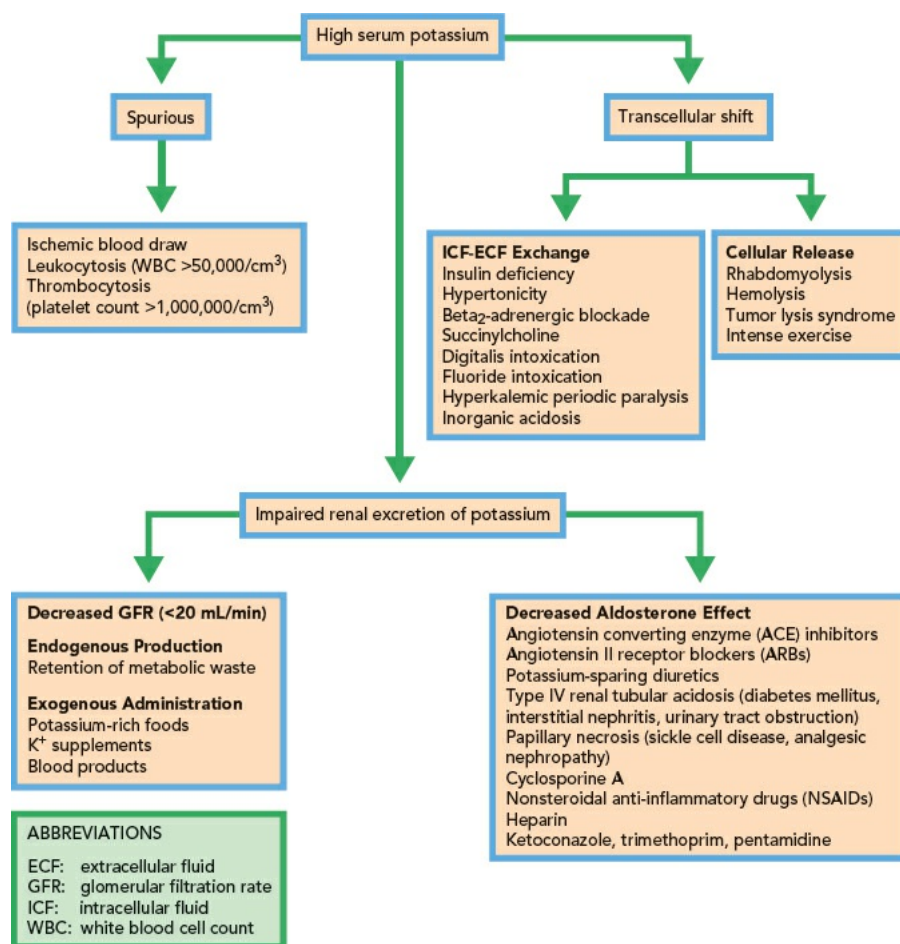 High serum potassium
Spurious
Transcellular shift
Ischemic blood draw
Leukocytosis (WBC >50,000/cm³)
Thrombocytosis
(platelet count >1,000,000/cm³)
ICF-ECF Exchange
Insulin deficiency
Hypertonicity
Beta₂-adrenergic blockade
Succinylcholine
Digitalis intoxication
Fluoride intoxication
Hyperkalemic periodic paralysis
Inorganic acidosis
Cellular Release
Rhabdomyolysis
Hemolysis
Tumor lysis syndrome
Intense exercise
Impaired renal excretion of potassium
Decreased GFR (<20 mL/min)
Endogenous Production
Retention of metabolic waste
Exogenous Administration
Potassium-rich foods
K⁺ supplements
Blood products
Decreased Aldosterone Effect
Angiotensin converting enzyme (ACE) inhibitors
Angiotensin II receptor blockers (ARBs)
Potassium-sparing diuretics
Type IV renal tubular acidosis (diabetes mellitus,
interstitial nephritis, urinary tract obstruction)
Papillary necrosis (sickle cell disease, analgesic
nephropathy)
Cyclosporine A
Nonsteroidal anti-inflammatory drugs (NSAIDs)
Heparin
Ketoconazole, trimethoprim, pentamidine
ABBREVIATIONS
ECF: extracellular fluid
GFR: glomerular filtration rate
ICF: intracellular fluid
WBC: white blood cell count